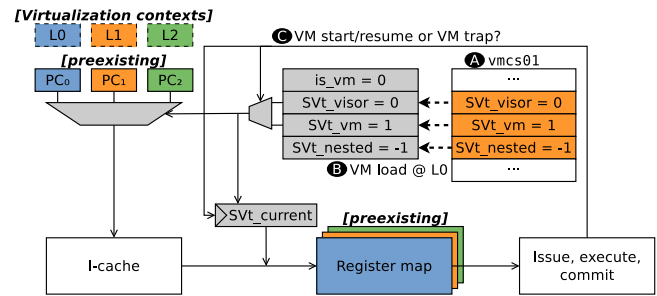 [Virtualization contexts]
L0 L1 L2
[preexisting]
PC₀ PC₁ PC₂
C VM start/resume or VM trap?
A vmcs01
is_vm = 0
SVt_visor = 0
SVt_vm = 1
SVt_nested = -1
...
SVt_visor = 0
SVt_vm = 1
SVt_nested = -1
...
B VM load @ L0
SVt_current
[preexisting]
I-cache
Register map
Issue, execute,
commit